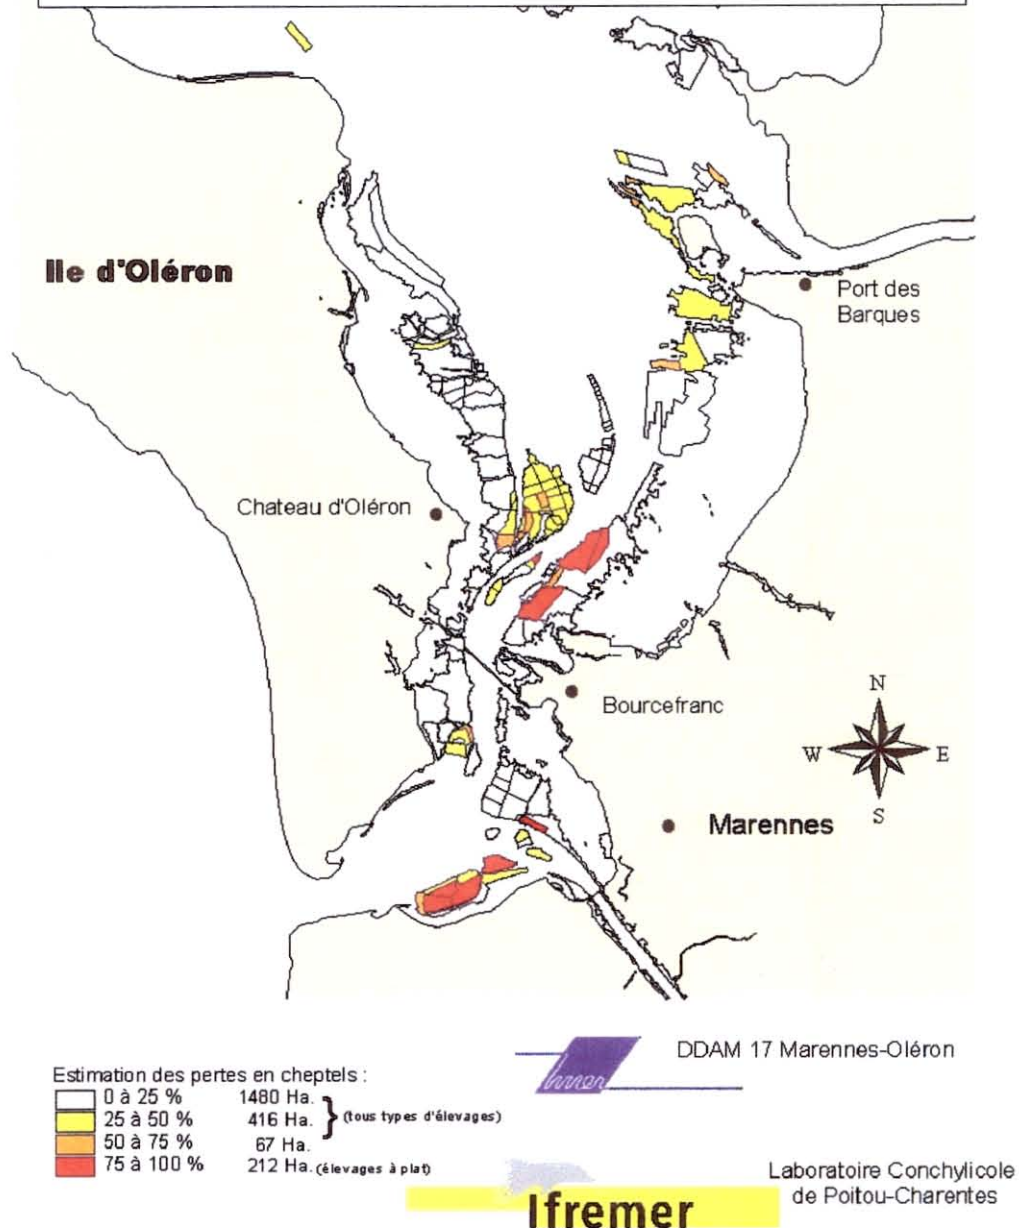 Ile d'Oléron
Port des
Barques
Chateau d'Oléron
Bourcefranc
N
W
E
S
Marennes
DDAM 17 Marennes-Oléron
Estimation des pertes en cheptels :
0 à 25 % 1480 Ha.
25 à 50 % 416 Ha. (tous types d'élevages)
50 à 75 % 67 Ha.
75 à 100 % 212 Ha. (élevages à plat)
Laboratoire Conchylicole
de Poitou-Charentes
Ifremer